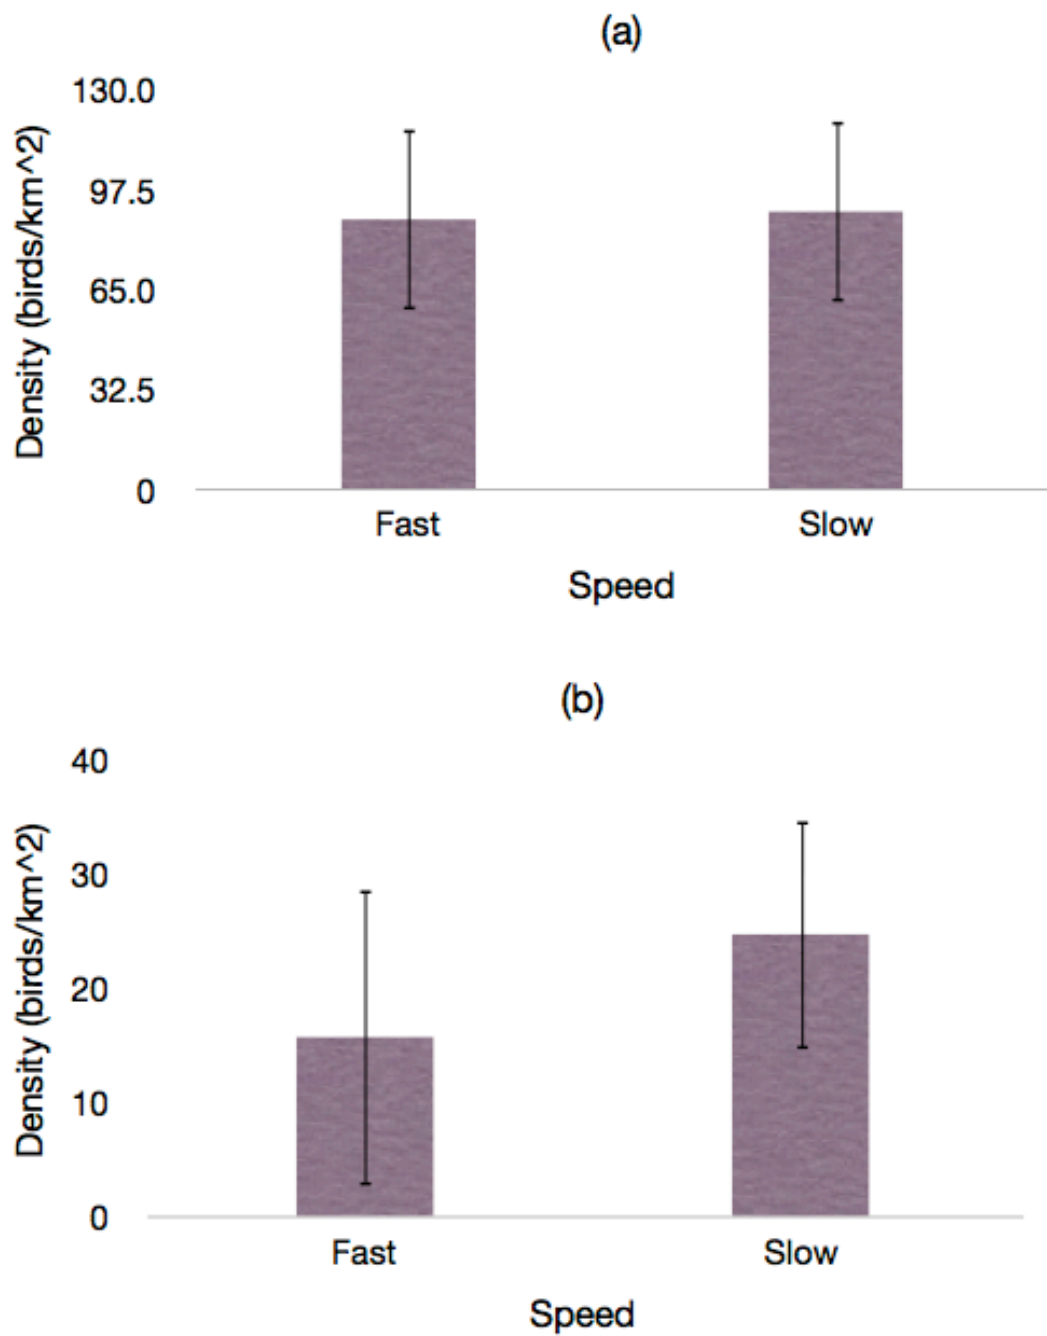 (a)
Density (birds/km^2)
130.0
97.5
65.0
32.5
0
Fast
Slow
Speed
(b)
Density (birds/km^2)
40
30
20
10
0
Fast
Slow
Speed